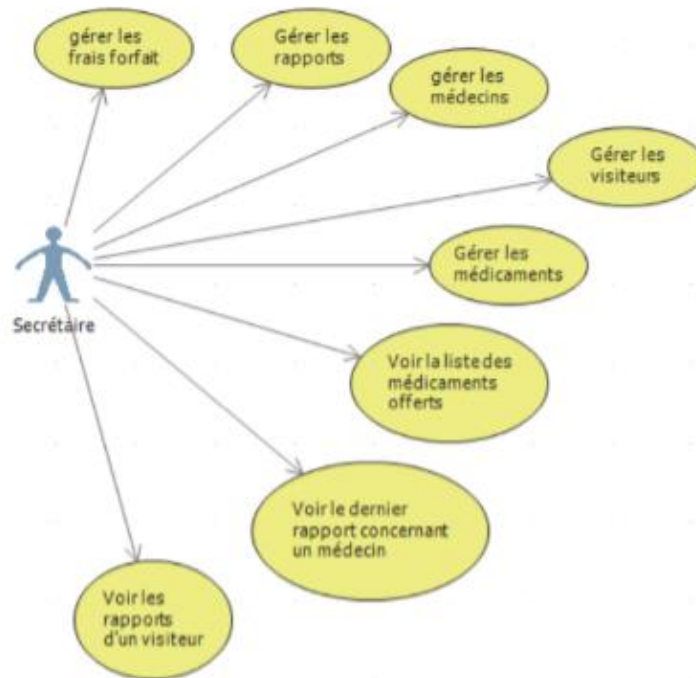 gérer les
frais forfait
Gérer les
rapports
gérer les
médecins
Gérer les
visiteurs
Gérer les
médicaments
Secrétaire
Voir la liste des
médicaments
offerts
Voir le dernier
rapport concernant
un médecin
Voir les
rapports
d'un visiteur